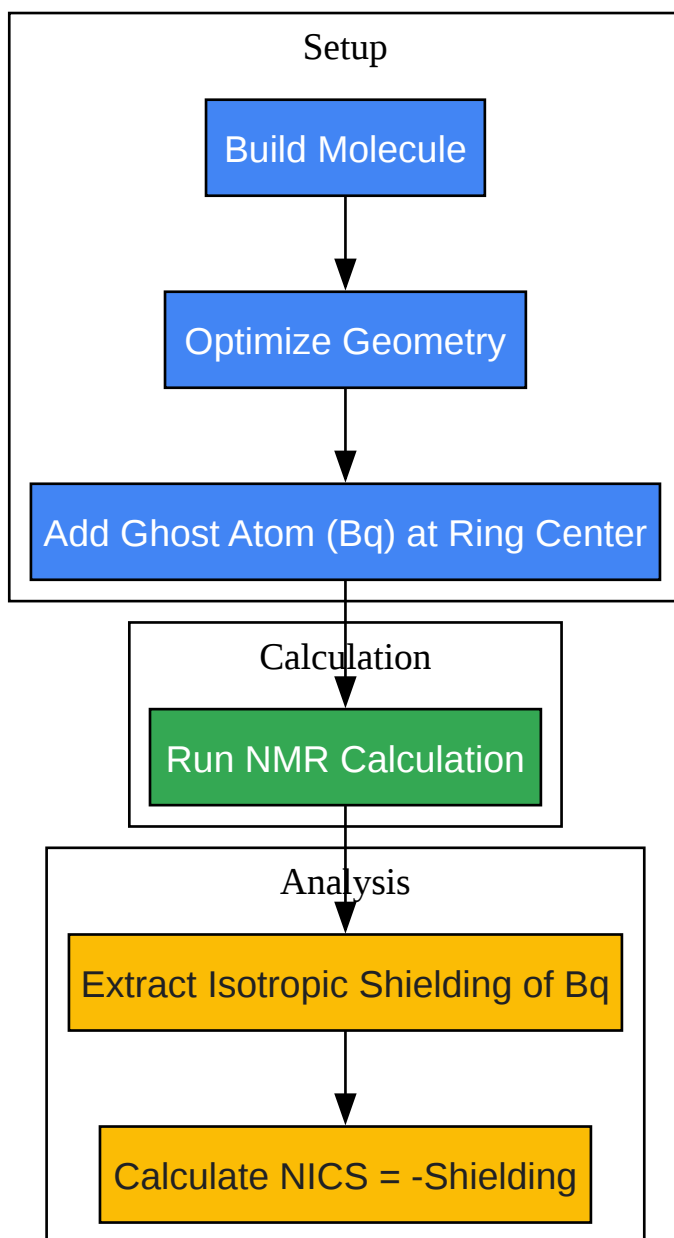 Setup
Build Molecule
Optimize Geometry
Add Ghost Atom (Bq) at Ring Center
Calculation
Run NMR Calculation
Analysis
Extract Isotropic Shielding of Bq
Calculate NICS = -Shielding